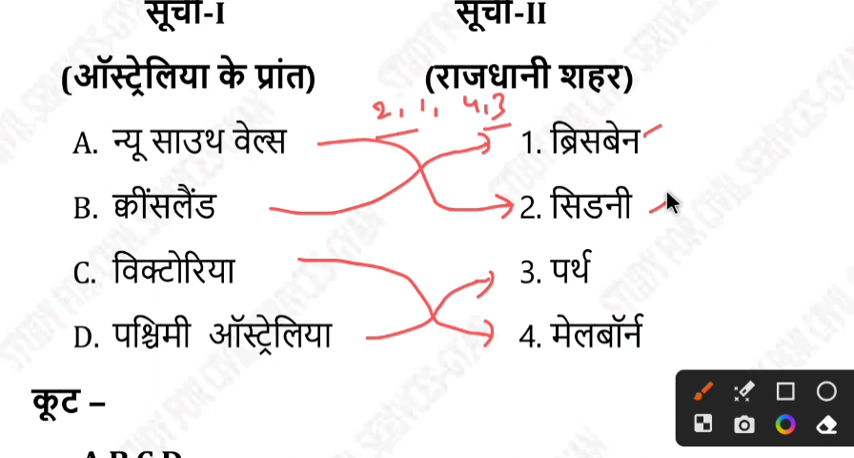 सूची-I सूची-II
(ऑस्ट्रेलिया के प्रांत) (राजधानी शहर)
2, 1, 4,3
A. न्यू साउथ वेल्स 1. ब्रिसबेन
B. क्वींसलैंड 2. सिडनी
C. विक्टोरिया 3. पर्थ
D. पश्चिमी ऑस्ट्रेलिया 4. मेलबॉर्न
कूट –
A B C D